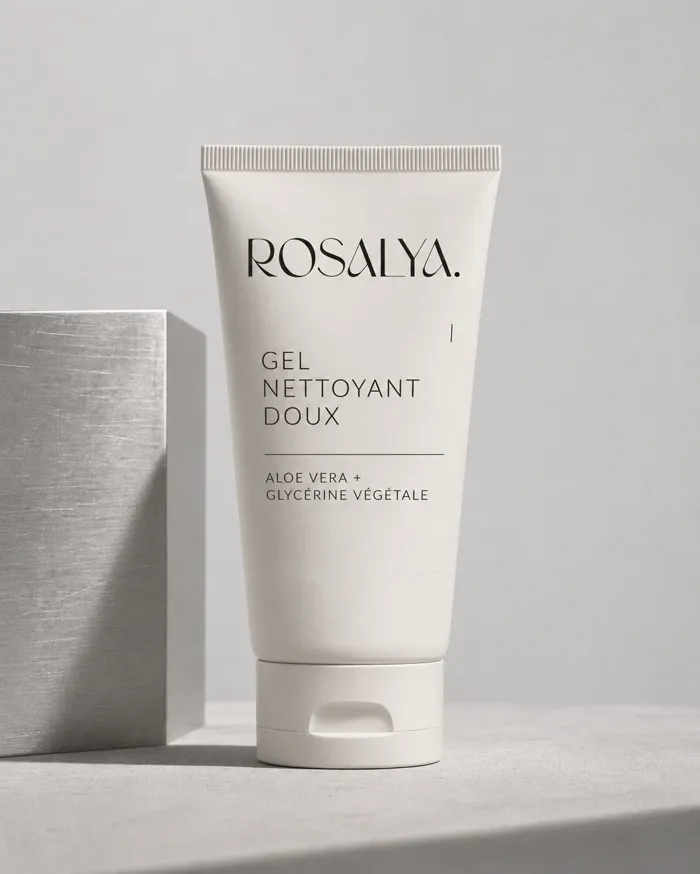 ROSALYA.
GEL
NETTOYANT
DOUX
ALOE VERA +
GLYCÉRINE VÉGÉTALE